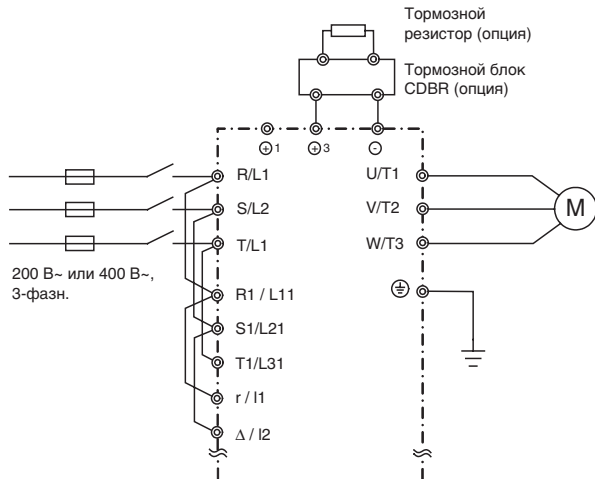 Тормозной
резистор (опция)
Тормозной блок
CDBR (опция)
⊕1
⊕3
⊖
R/L1
U/T1
S/L2
V/T2
M
T/L1
W/T3
200 В~ или 400 В~,
3-фазн.
R1 / L11
S1/L21
T1/L31
r / l1
Δ / l2